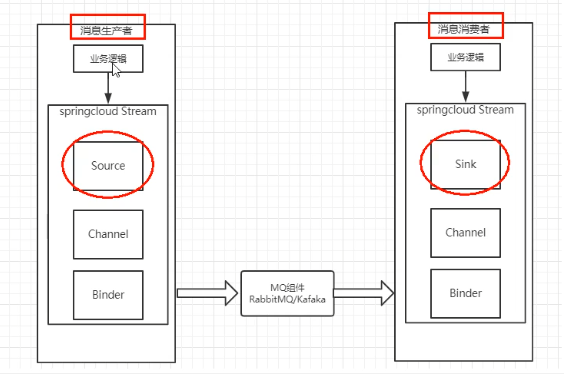 消息生产者
业务逻辑
springcloud Stream
Source
Channel
Binder
MQ组件
RabbitMQ/Kafaka
消息消费者
业务逻辑
springcloud Stream
Sink
Channel
Binder